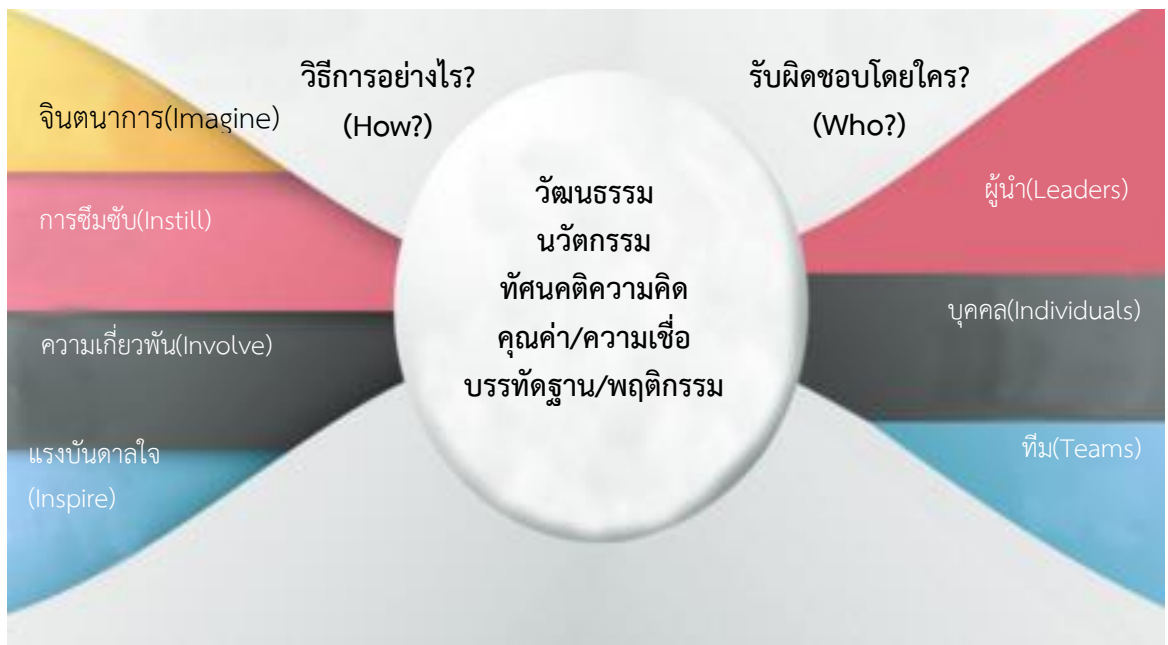 วิธีการอย่างไร?
(How?)
รับผิดชอบโดยใคร?
(Who?)
จินตนาการ(Imagine)
การซึมซับ(Instill)
ความเกี่ยวพัน(Involve)
แรงบันดาลใจ
(Inspire)
วัฒนธรรม
นวัตกรรม
ทัศนคติความคิด
คุณค่า/ความเชื่อ
บรรทัดฐาน/พฤติกรรม
ผู้นำ(Leaders)
บุคคล(Individuals)
ทีม(Teams)